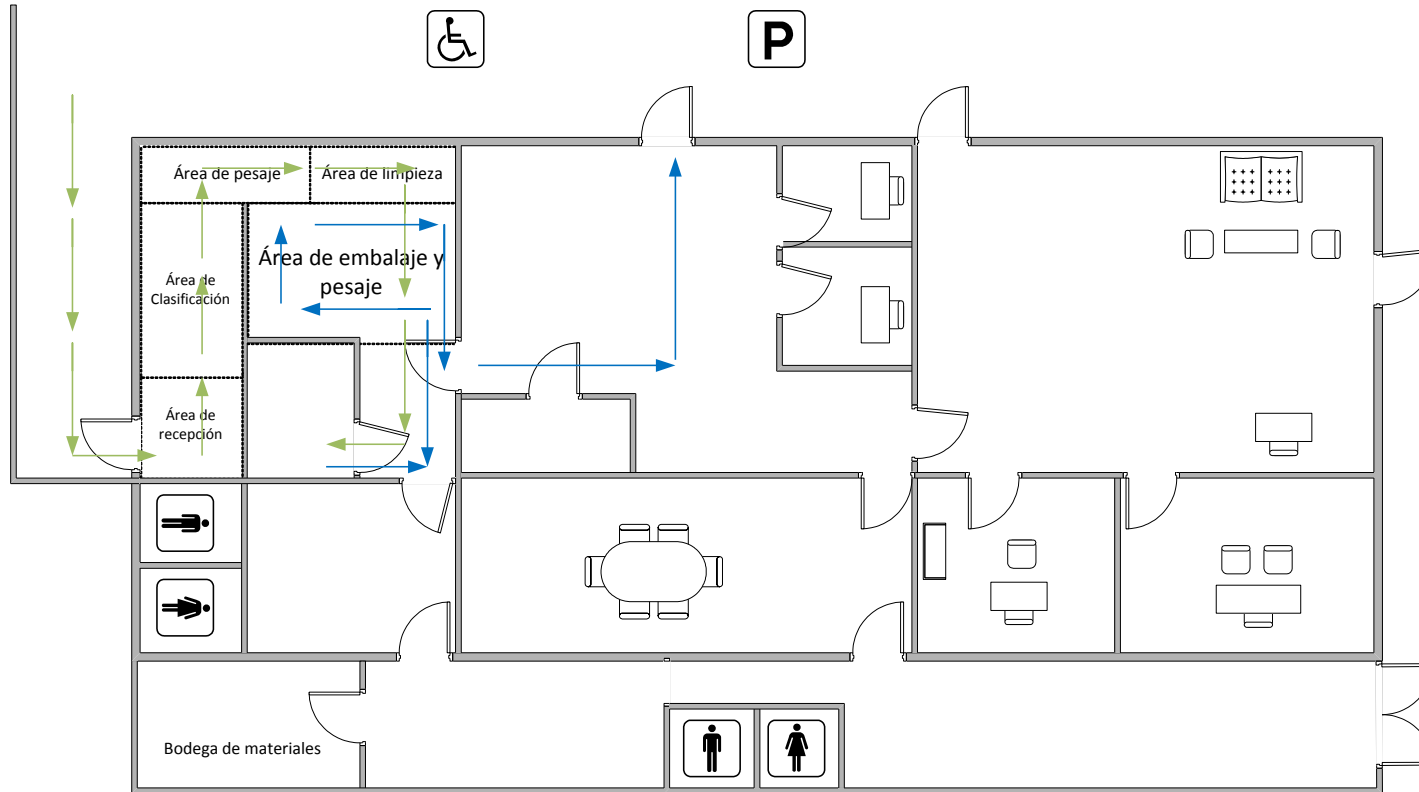 P
Área de pesaje
Área de limpieza
Área de embalaje y
pesaje
Área de
Clasificación
Área de
recepción
Bodega de materiales